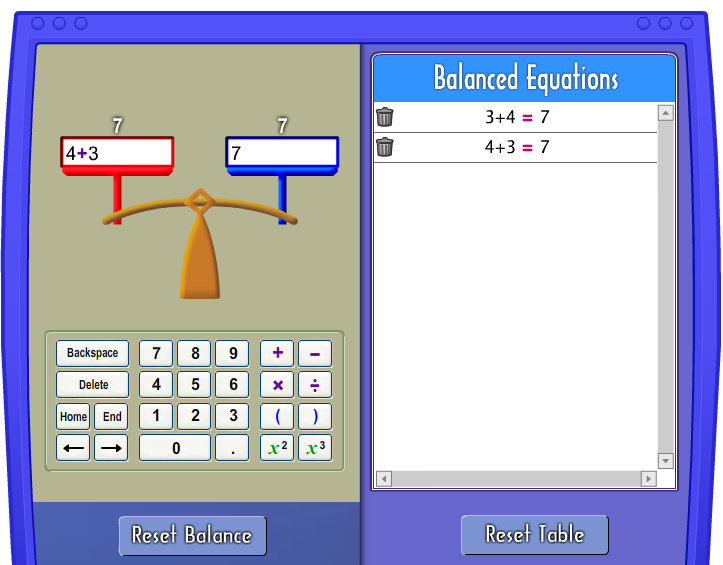 Balanced Equations
7
7
4+3
7
3+4 = 7
4+3 = 7
Backspace 7 8 9 + −
Delete 4 5 6 × ÷
Home End 1 2 3 ( )
← → 0 . x² x³
Reset Balance
Reset Table